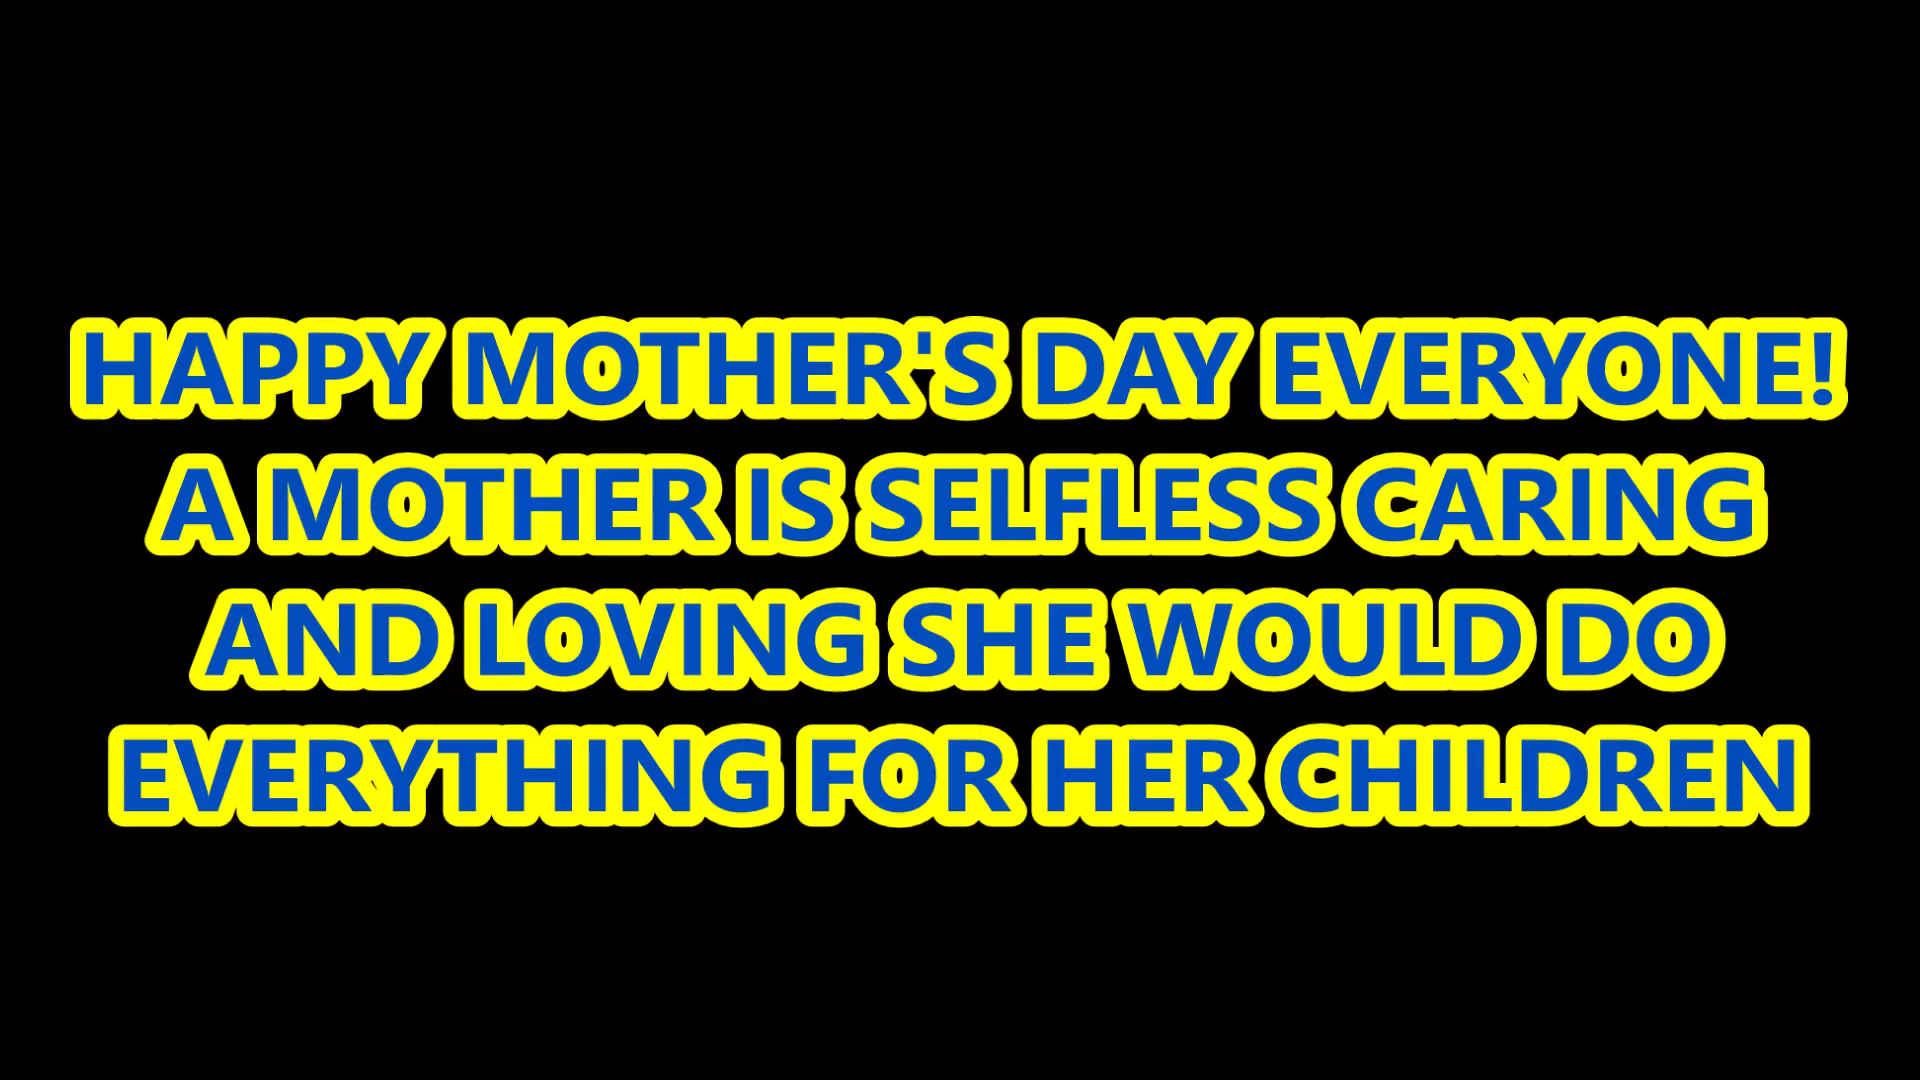 HAPPY MOTHER'S DAY EVERYONE!
A MOTHER IS SELFLESS CARING
AND LOVING SHE WOULD DO
EVERYTHING FOR HER CHILDREN